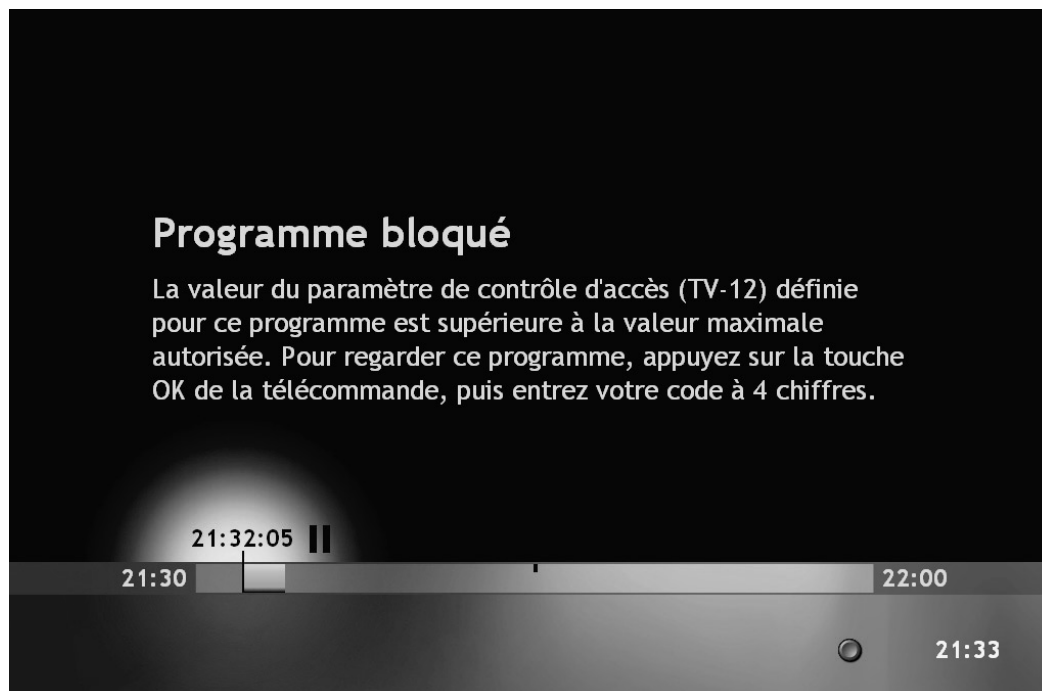 Programme bloqué
La valeur du paramètre de contrôle d'accès (TV-12) définie
pour ce programme est supérieure à la valeur maximale
autorisée. Pour regarder ce programme, appuyez sur la touche
OK de la télécommande, puis entrez votre code à 4 chiffres.
21:32:05
21:30 22:00
21:33